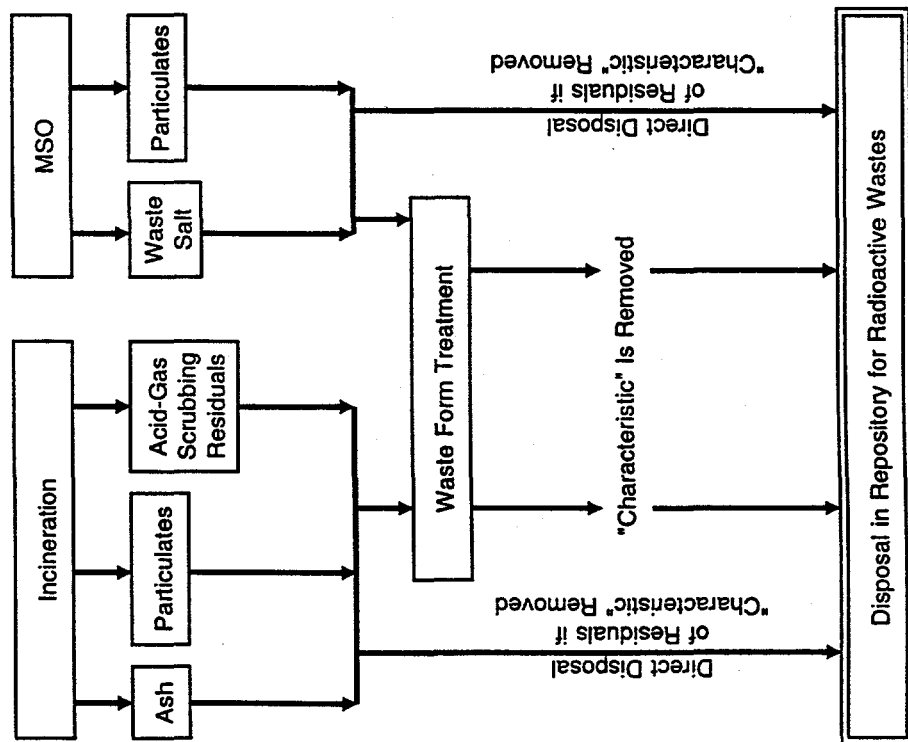 Incineration
MSO
Ash
Particulates
Acid-Gas
Scrubbing
Residuals
Waste
Salt
Particulates
Waste Form Treatment
Direct Disposal
of Residuals if
"Characteristic" Removed
"Characteristic" Is Removed
Direct Disposal
of Residuals if
"Characteristic" Removed
Disposal in Repository for Radioactive Wastes